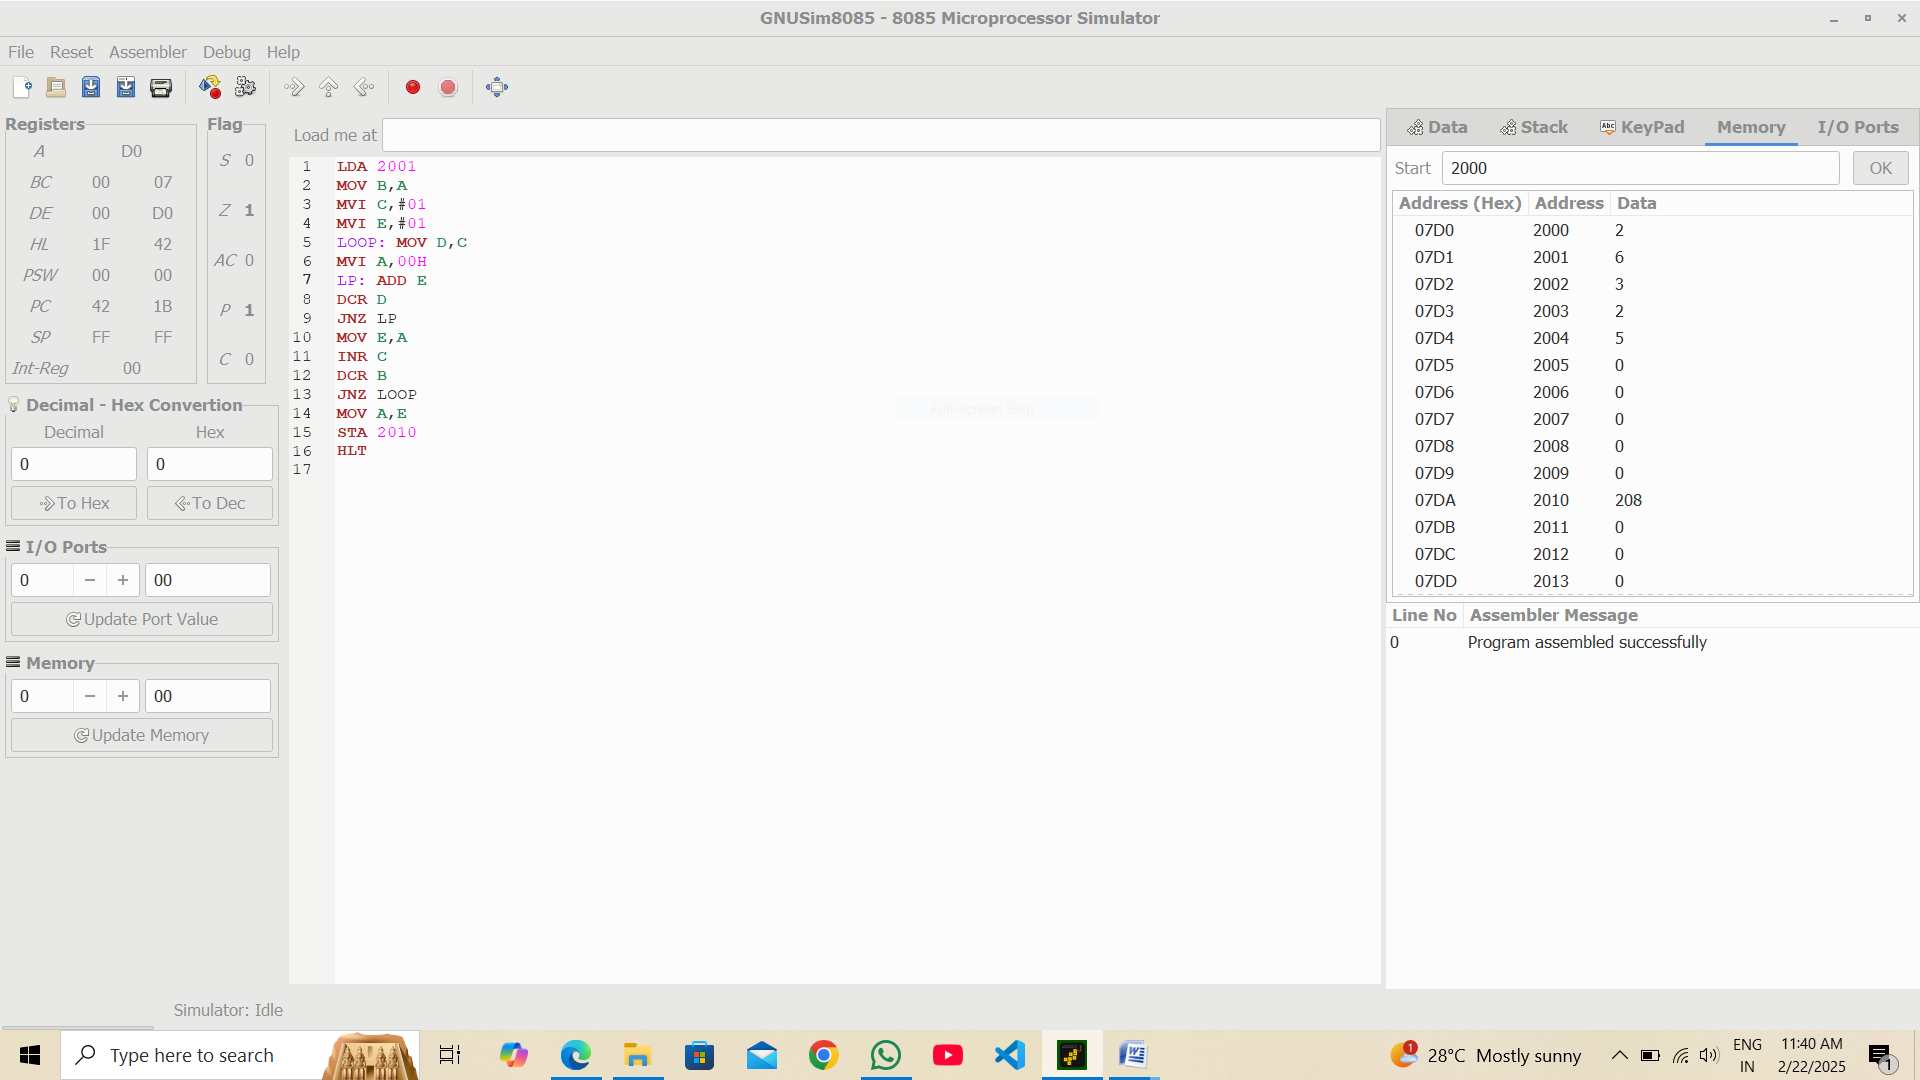 GNUSim8085 - 8085 Microprocessor Simulator
File Reset Assembler Debug Help
Registers
A D0
BC 00 07
DE 00 D0
HL 1F 42
PSW 00 00
PC 42 1B
SP FF FF
Int-Reg 00
Flag
S 0
Z 1
AC 0
P 1
C 0
Decimal - Hex Convertion
Decimal Hex
0 0
To Hex To Dec
I/O Ports
0 − + 00
Update Port Value
Memory
0 − + 00
Update Memory
Load me at
1 LDA 2001
2 MOV B,A
3 MVI C,#01
4 MVI E,#01
5 LOOP: MOV D,C
6 MVI A,00H
7 LP: ADD E
8 DCR D
9 JNZ LP
10 MOV E,A
11 INR C
12 DCR B
13 JNZ LOOP
14 MOV A,E
15 STA 2010
16 HLT
17
Full-screen Snip
Data Stack Abc KeyPad Memory I/O Ports
Start 2000 OK
Address (Hex) Address Data
07D0 2000 2
07D1 2001 6
07D2 2002 3
07D3 2003 2
07D4 2004 5
07D5 2005 0
07D6 2006 0
07D7 2007 0
07D8 2008 0
07D9 2009 0
07DA 2010 208
07DB 2011 0
07DC 2012 0
07DD 2013 0
Line No Assembler Message
0 Program assembled successfully
Simulator: Idle
Type here to search
1 28°C Mostly sunny
ENG
IN
11:40 AM
2/22/2025
1